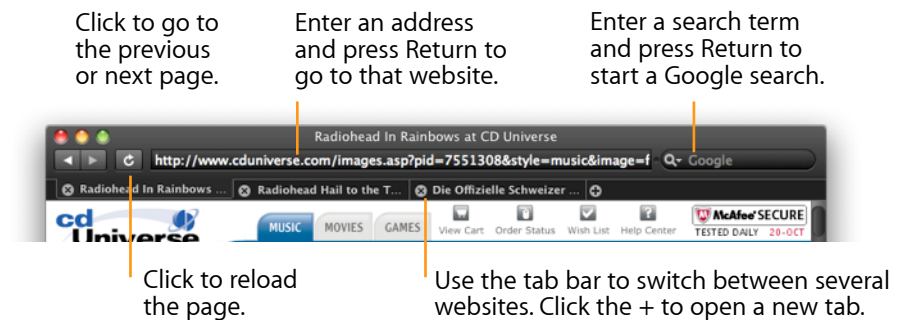 Click to go to
the previous
or next page.
Enter an address
and press Return to
go to that website.
Enter a search term
and press Return to
start a Google search.
Radiohead In Rainbows at CD Universe
http://www.cduniverse.com/images.asp?pid=7551308&style=music&image=f
Google
Radiohead In Rainbows ...
Radiohead Hail to the T...
Die Offizielle Schweizer ...
cd
Universe
MUSIC
MOVIES
GAMES
View Cart
Order Status
Wish List
Help Center
McAfee SECURE
TESTED DAILY 20-OCT
Click to reload
the page.
Use the tab bar to switch between several
websites. Click the + to open a new tab.